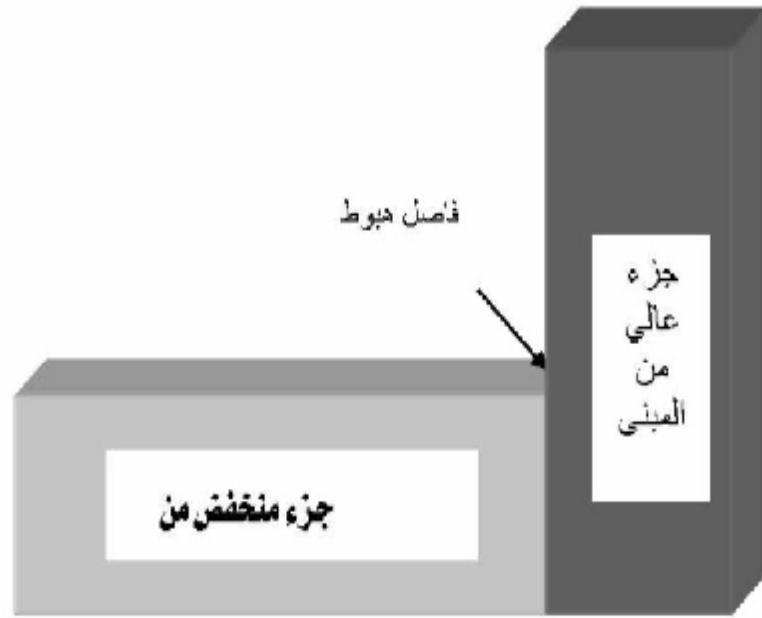 فاصل هبوط
جزء
عالي
من
المبنى
جزء منخفض من